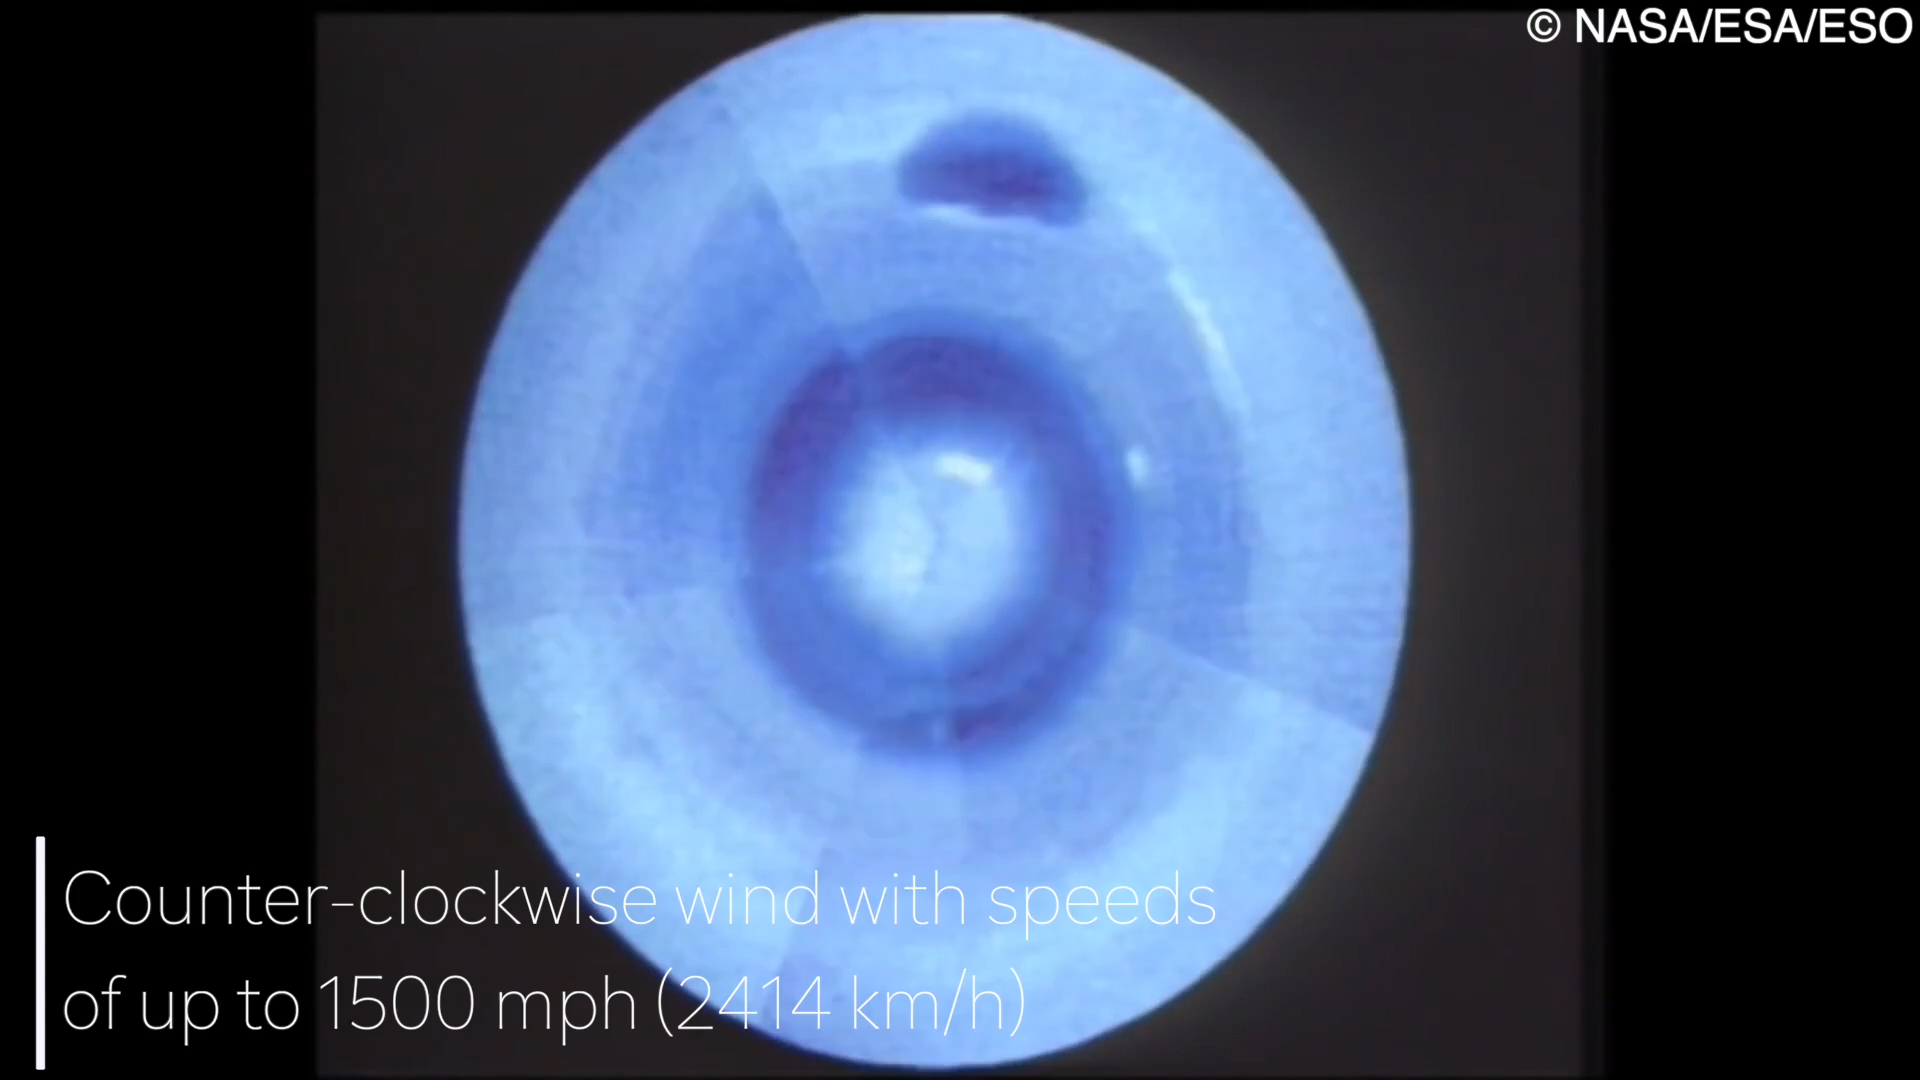 © NASA/ESA/ESO
Counter-clockwise wind with speeds
of up to 1500 mph (2414 km/h)